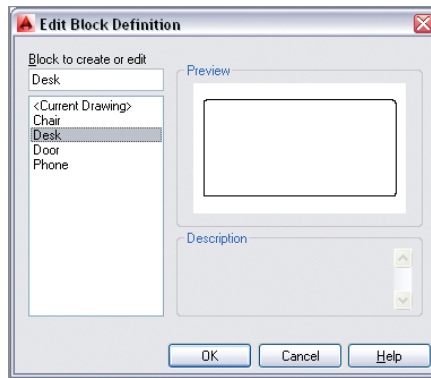 Edit Block Definition
Block to create or edit
Desk
<Current Drawing>
Chair
Desk
Door
Phone
Preview
Description
OK
Cancel
Help